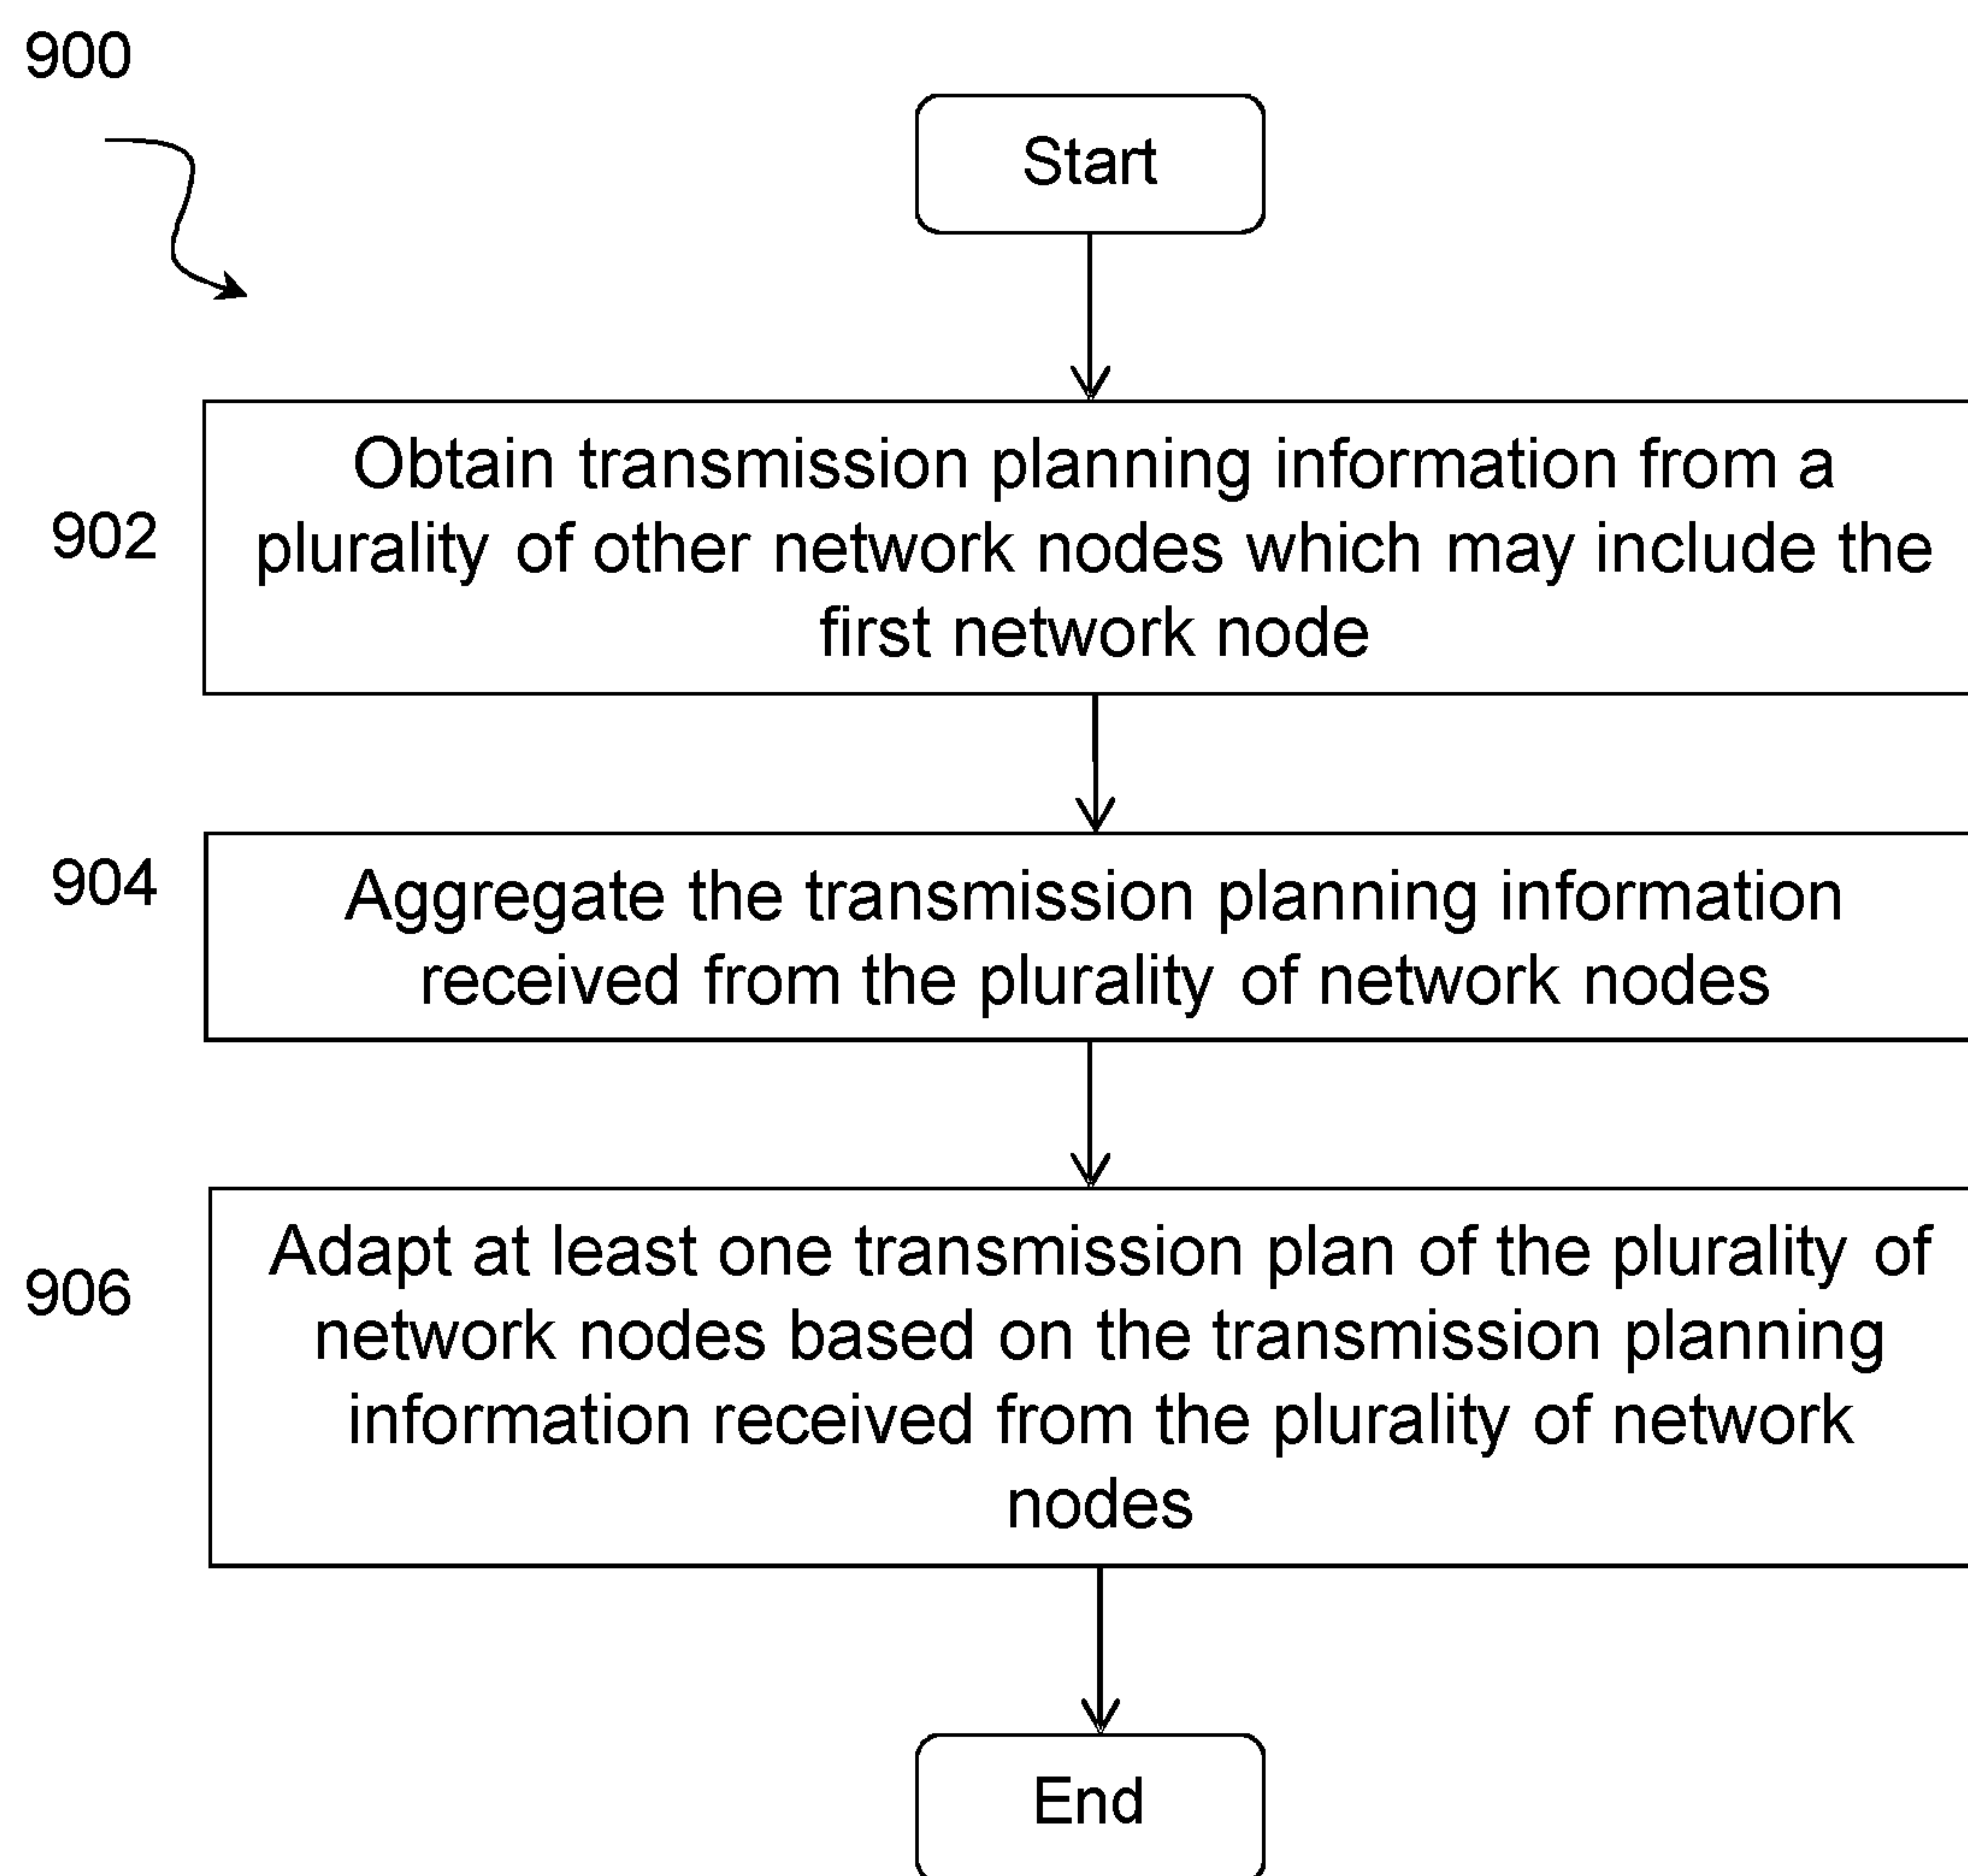 900
Start
902
Obtain transmission planning information from a
plurality of other network nodes which may include the
first network node
904
Aggregate the transmission planning information
received from the plurality of network nodes
906
Adapt at least one transmission plan of the plurality of
network nodes based on the transmission planning
information received from the plurality of network
nodes
End